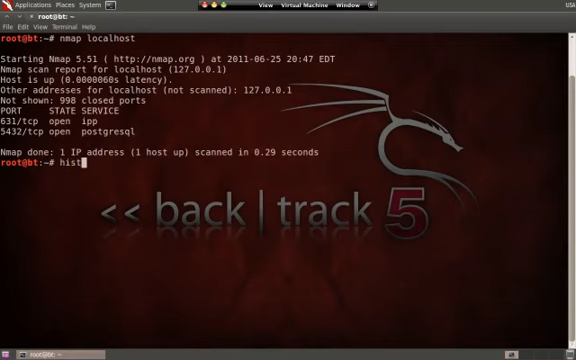 Applications Places System
View Virtual Machine Window
USA
root@bt: ~
File Edit View Terminal Help
root@bt:~# nmap localhost
Starting Nmap 5.51 ( http://nmap.org ) at 2011-06-25 20:47 EDT
Nmap scan report for localhost (127.0.0.1)
Host is up (0.0000060s latency).
Other addresses for localhost (not scanned): 127.0.0.1
Not shown: 998 closed ports
PORT STATE SERVICE
631/tcp open ipp
5432/tcp open postgresql
Nmap done: 1 IP address (1 host up) scanned in 0.29 seconds
root@bt:~# hist
<< back | track 5
root@bt: ~